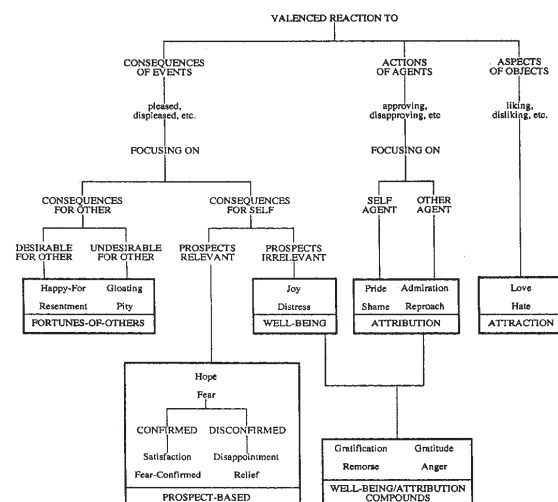 VALENCED REACTION TO
CONSEQUENCES
OF EVENTS
ACTIONS
OF AGENTS
ASPECTS
OF OBJECTS
pleased,
displeased, etc.
approving,
disapproving, etc
liking,
disliking, etc.
FOCUSING ON
FOCUSING ON
CONSEQUENCES
FOR OTHER
CONSEQUENCES
FOR SELF
SELF
AGENT
OTHER
AGENT
DESIRABLE
FOR OTHER
UNDESIRABLE
FOR OTHER
PROSPECTS
RELEVANT
PROSPECTS
IRRELEVANT
Happy-For Gloating
Resentment Pity
FORTUNES-OF-OTHERS
Joy
Distress
WELL-BEING
Pride Admiration
Shame Reproach
ATTRIBUTION
Love
Hate
ATTRACTION
Hope
Fear
CONFIRMED DISCONFIRMED
Satisfaction Disappointment
Fear-Confirmed Relief
PROSPECT-BASED
Gratification Gratitude
Remorse Anger
WELL-BEING/ATTRIBUTION
COMPOUNDS